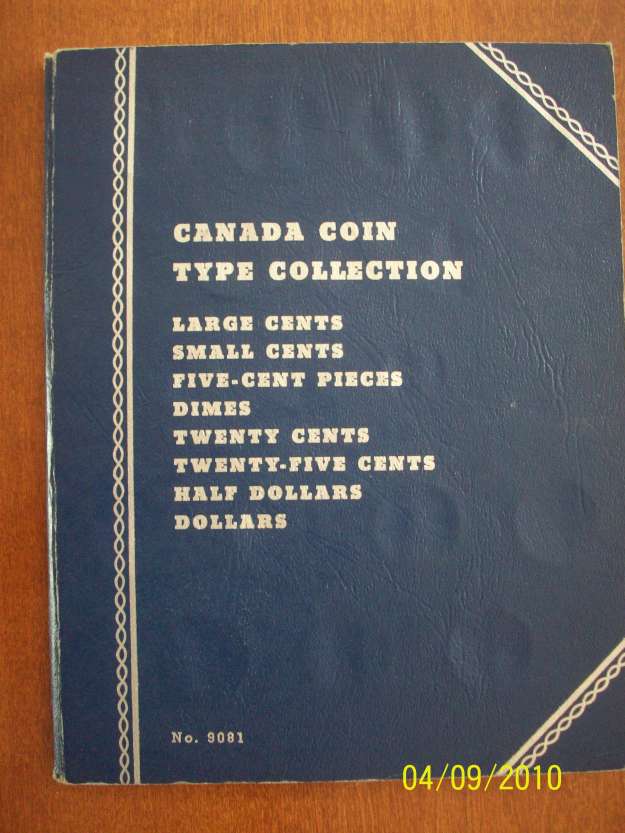 CANADA COIN
TYPE COLLECTION
LARGE CENTS
SMALL CENTS
FIVE-CENT PIECES
DIMES
TWENTY CENTS
TWENTY-FIVE CENTS
HALF DOLLARS
DOLLARS
No. 9081
04/09/2010